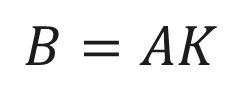 B = AK